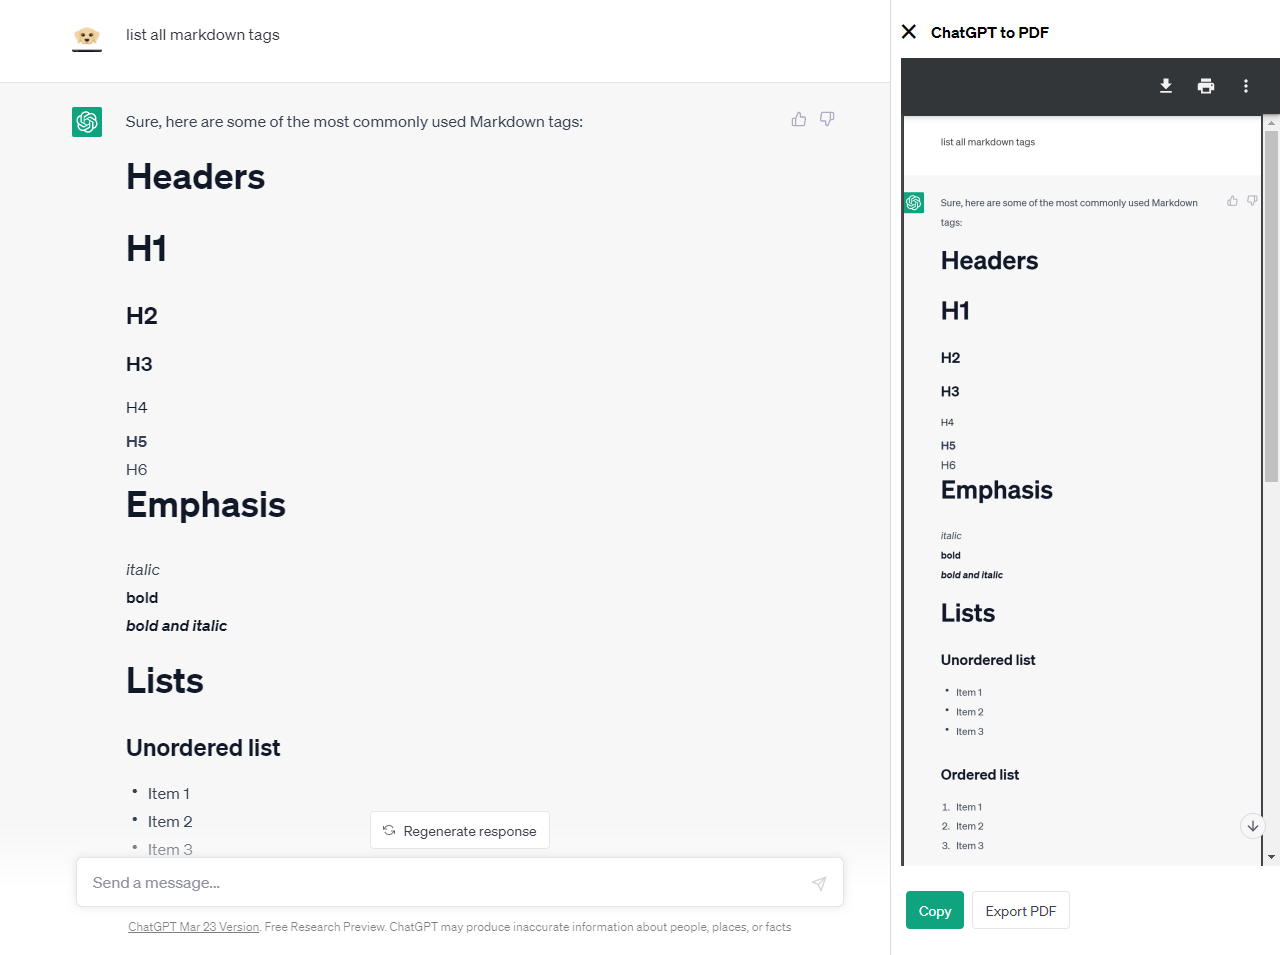 list all markdown tags
Sure, here are some of the most commonly used Markdown tags:
Headers
H1
H2
H3
H4
H5
H6
Emphasis
italic
bold
bold and italic
Lists
Unordered list
• Item 1
• Item 2
• Item 3
Regenerate response
Send a message...
ChatGPT Mar 23 Version. Free Research Preview. ChatGPT may produce inaccurate information about people, places, or facts
ChatGPT to PDF
list all markdown tags
Sure, here are some of the most commonly used Markdown
tags:
Headers
H1
H2
H3
H4
H5
H6
Emphasis
italic
bold
bold and italic
Lists
Unordered list
• Item 1
• Item 2
• Item 3
Ordered list
1. Item 1
2. Item 2
3. Item 3
Copy
Export PDF